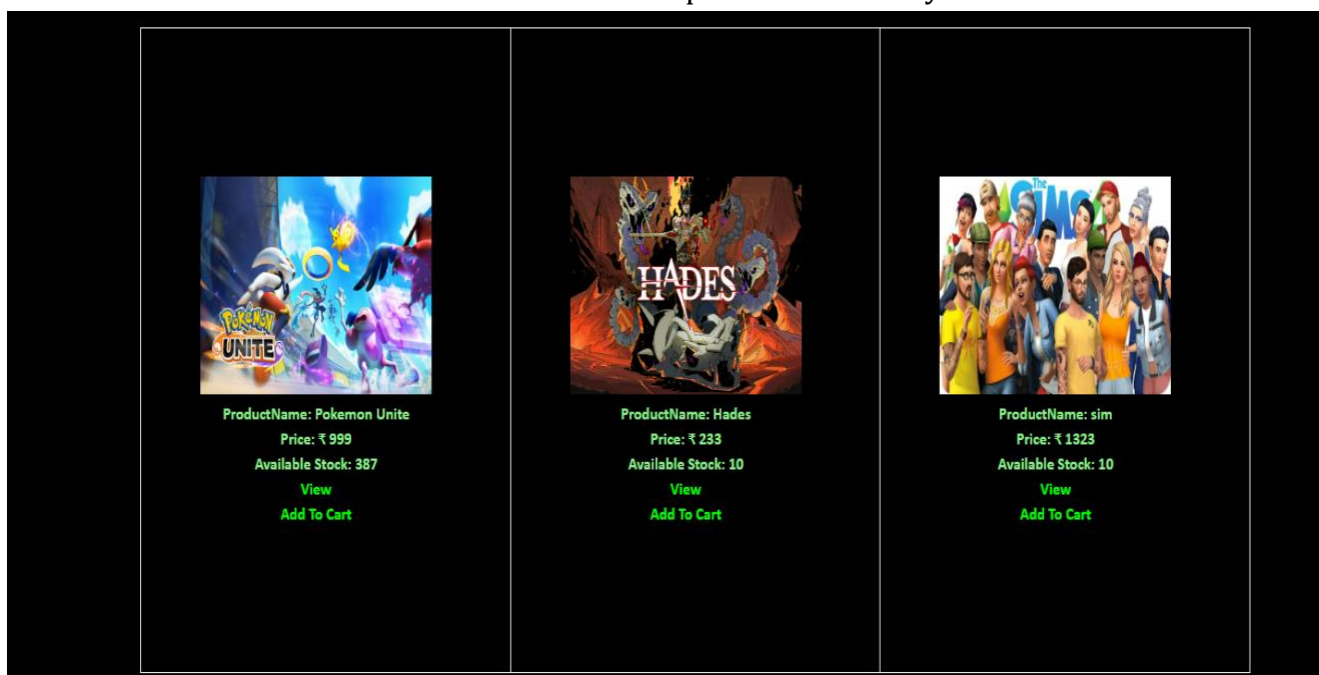 POKÉMON
UNITE
ProductName: Pokemon Unite
Price: ₹ 999
Available Stock: 387
View
Add To Cart
HADES
ProductName: Hades
Price: ₹ 233
Available Stock: 10
View
Add To Cart
The
SIMS
ProductName: sim
Price: ₹ 1323
Available Stock: 10
View
Add To Cart